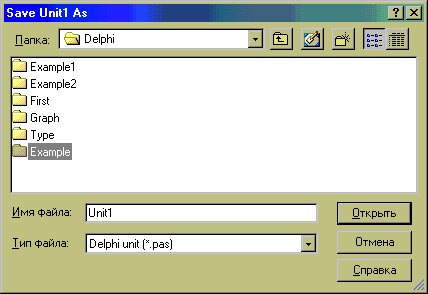 Save Unit1 As
Папка: Delphi
Example1
Example2
First
Graph
Type
Example
Имя файла: Unit1 Открыть
Тип файла: Delphi unit (*.pas) Отмена
Справка